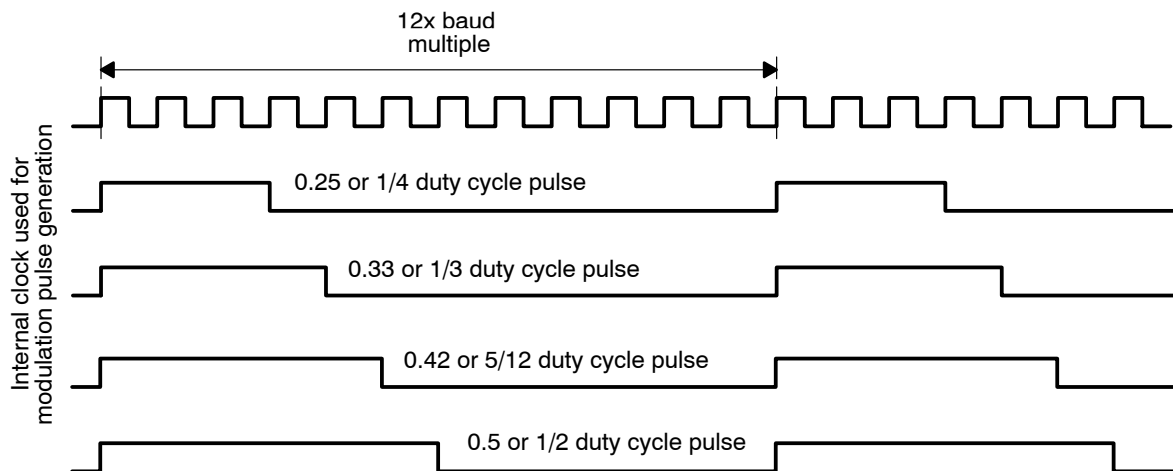 12x baud
multiple
Internal clock used for
modulation pulse generation
0.25 or 1/4 duty cycle pulse
0.33 or 1/3 duty cycle pulse
0.42 or 5/12 duty cycle pulse
0.5 or 1/2 duty cycle pulse